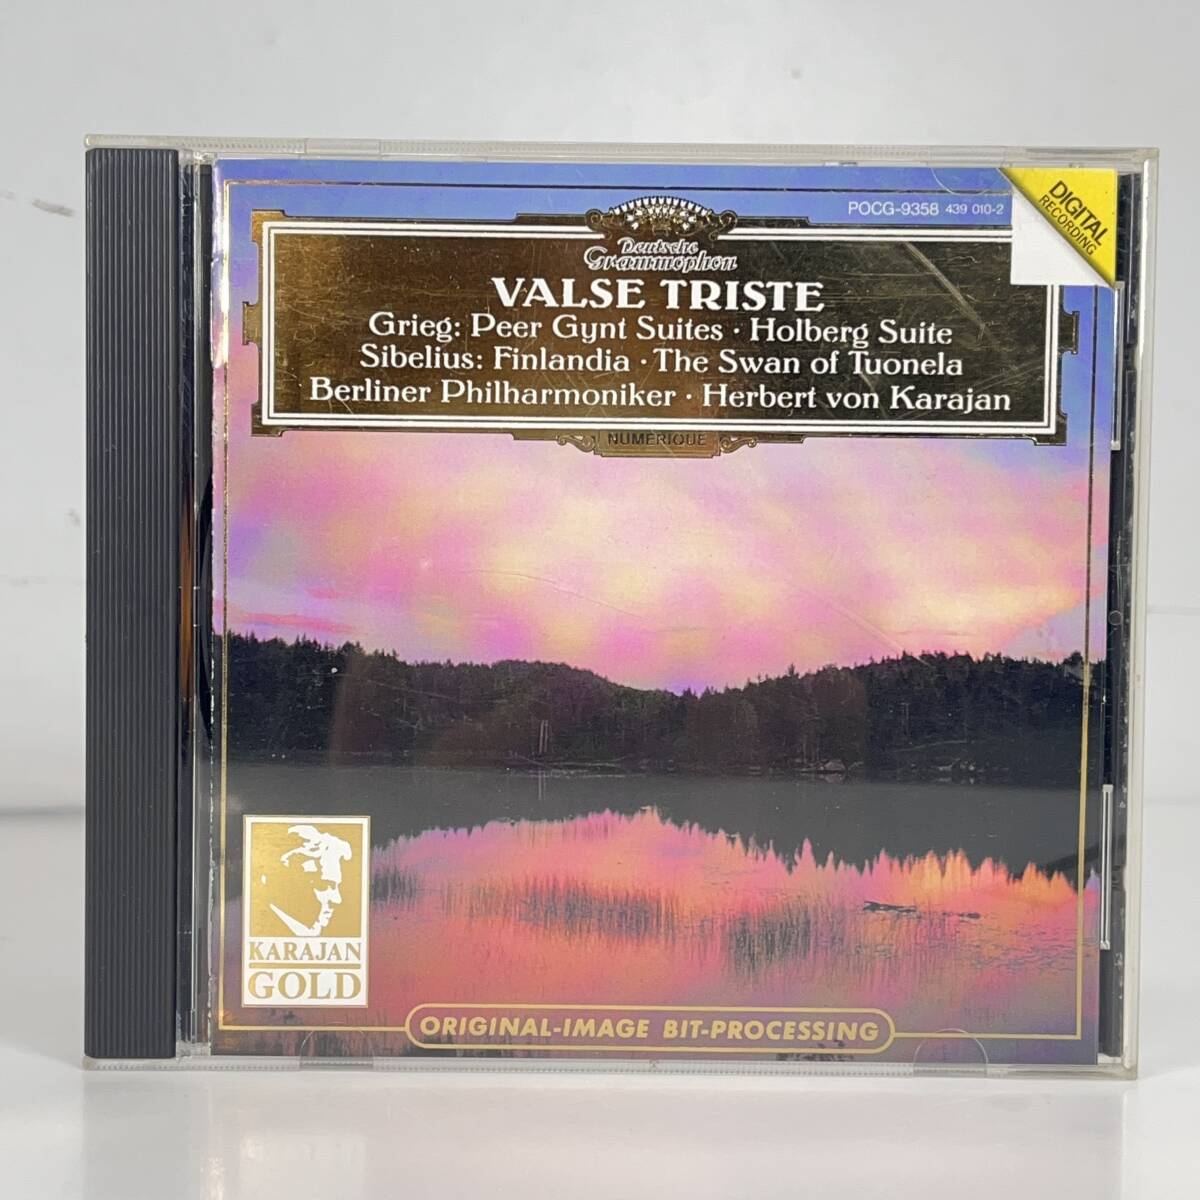 POCG-9358 439 010-2
DIGITAL
RECORDING
Deutsche
Grammophon
VALSE TRISTE
Grieg: Peer Gynt Suites · Holberg Suite
Sibelius: Finlandia · The Swan of Tuonela
Berliner Philharmoniker · Herbert von Karajan
NUMERIQUE
KARAJAN
GOLD
ORIGINAL-IMAGE BIT-PROCESSING